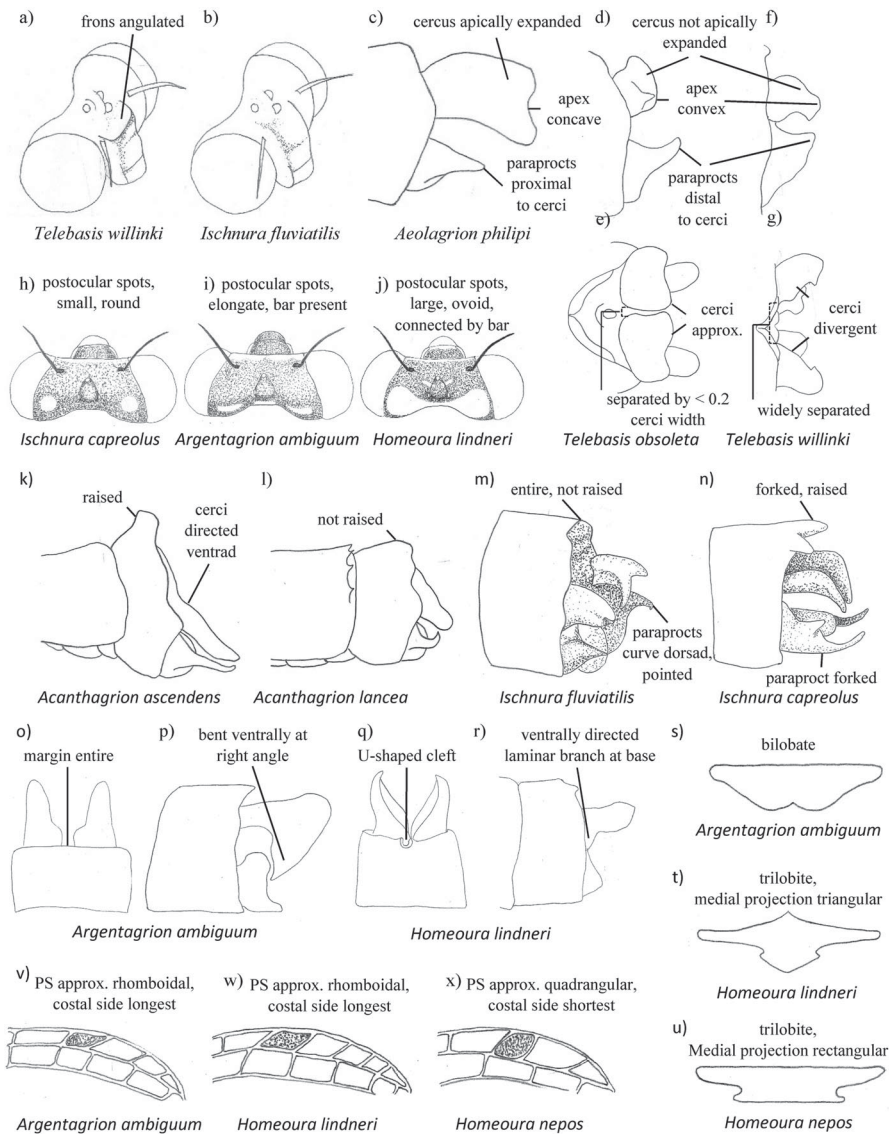 a)
frons angulated
Telebasis willinki
b)
Ischnura fluviatilis
c)
cercus apically expanded
apex
concave
paraprocts
proximal
to cerci
Aeolagrion philipi
d)
f)
cercus not apically
expanded
apex
convex
paraprocts
distal
to cerci
e)
cerci
approx.
separated by < 0.2
cerci width
Telebasis obsoleta
g)
cerci
divergent
widely separated
Telebasis willinki
h)
postocular spots,
small, round
Ischnura capreolus
i)
postocular spots,
elongate, bar present
Argentagrion ambiguum
j)
postocular spots,
large, ovoid,
connected by bar
Homeoura lindneri
k)
raised
cerci
directed
ventrad
Acanthagrion ascendens
l)
not raised
Acanthagrion lancea
m)
entire, not raised
paraprocts
curve dorsad,
pointed
Ischnura fluviatilis
n)
forked, raised
paraproct forked
Ischnura capreolus
o)
margin entire
p)
bent ventrally at
right angle
Argentagrion ambiguum
q)
U-shaped cleft
r)
ventrally directed
laminar branch at base
Homeoura lindneri
s)
bilobate
Argentagrion ambiguum
t)
trilobite,
medial projection triangular
Homeoura lindneri
u)
trilobite,
Medial projection rectangular
Homeoura nepos
v)
PS approx. rhomboidal,
costal side longest
Argentagrion ambiguum
w)
PS approx. rhomboidal,
costal side longest
Homeoura lindneri
x)
PS approx. quadrangular,
costal side shortest
Homeoura nepos